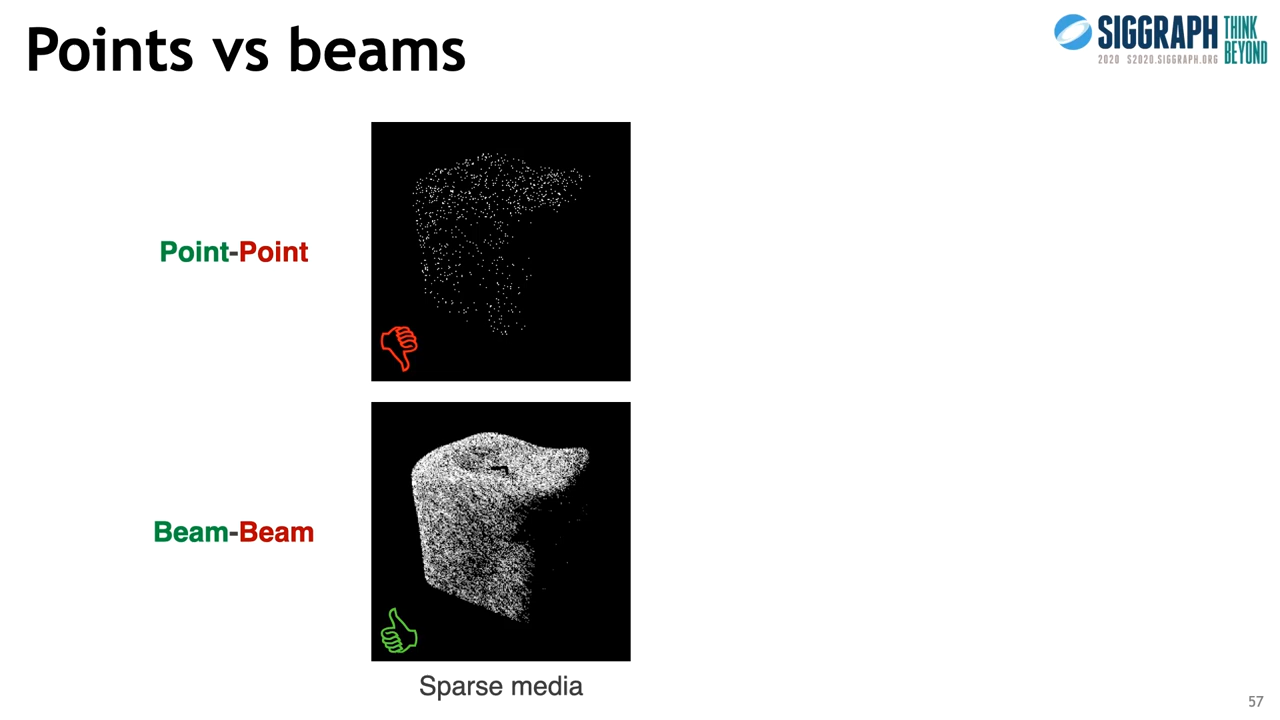 Points vs beams
SIGGRAPH THINK BEYOND
2020 S2020.SIGGRAPH.ORG
Point-Point
Beam-Beam
Sparse media
57